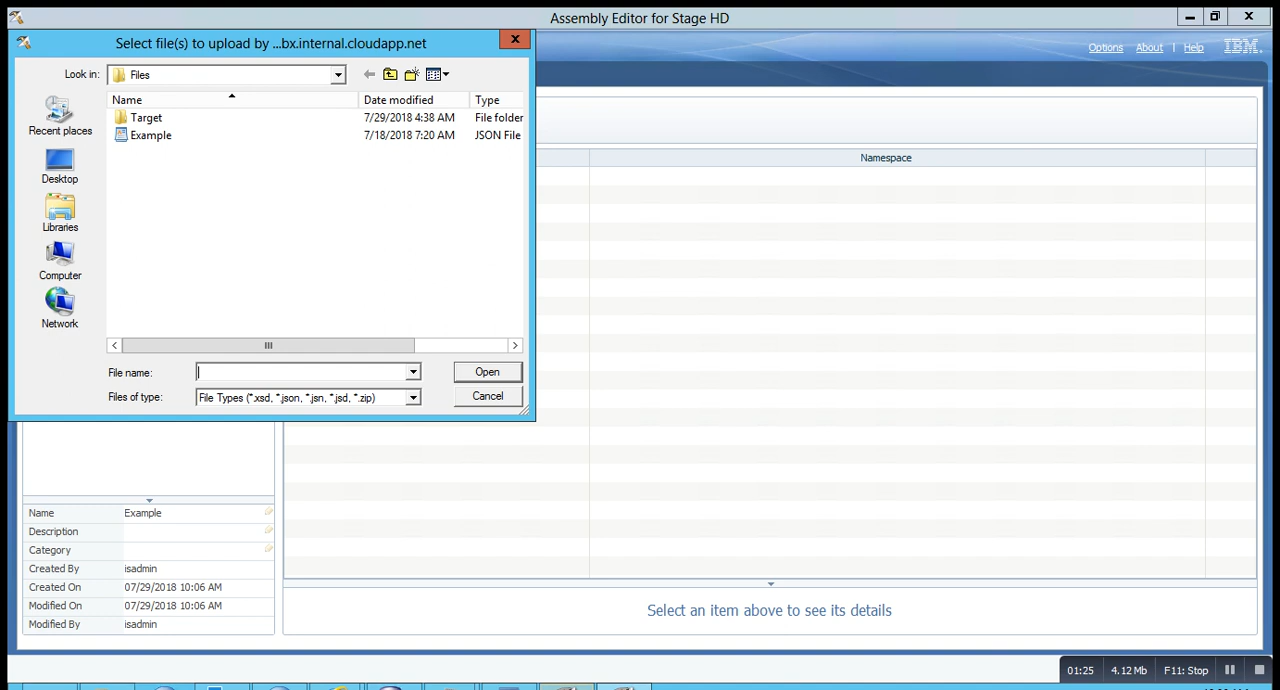 Assembly Editor for Stage HD
Select file(s) to upload by ...bx.internal.cloudapp.net
Options About | Help IBM.
Look in: Files
Name Date modified Type
Target 7/29/2018 4:38 AM File folder
Example 7/18/2018 7:20 AM JSON File
Recent places
Desktop
Libraries
Computer
Network
File name: Open
Files of type: File Types (*.xsd, *.json, *.jsn, *.jsd, *.zip) Cancel
Namespace
Name Example
Description
Category
Created By isadmin
Created On 07/29/2018 10:06 AM
Modified On 07/29/2018 10:06 AM
Modified By isadmin
Select an item above to see its details
01:25 4.12 Mb F11: Stop